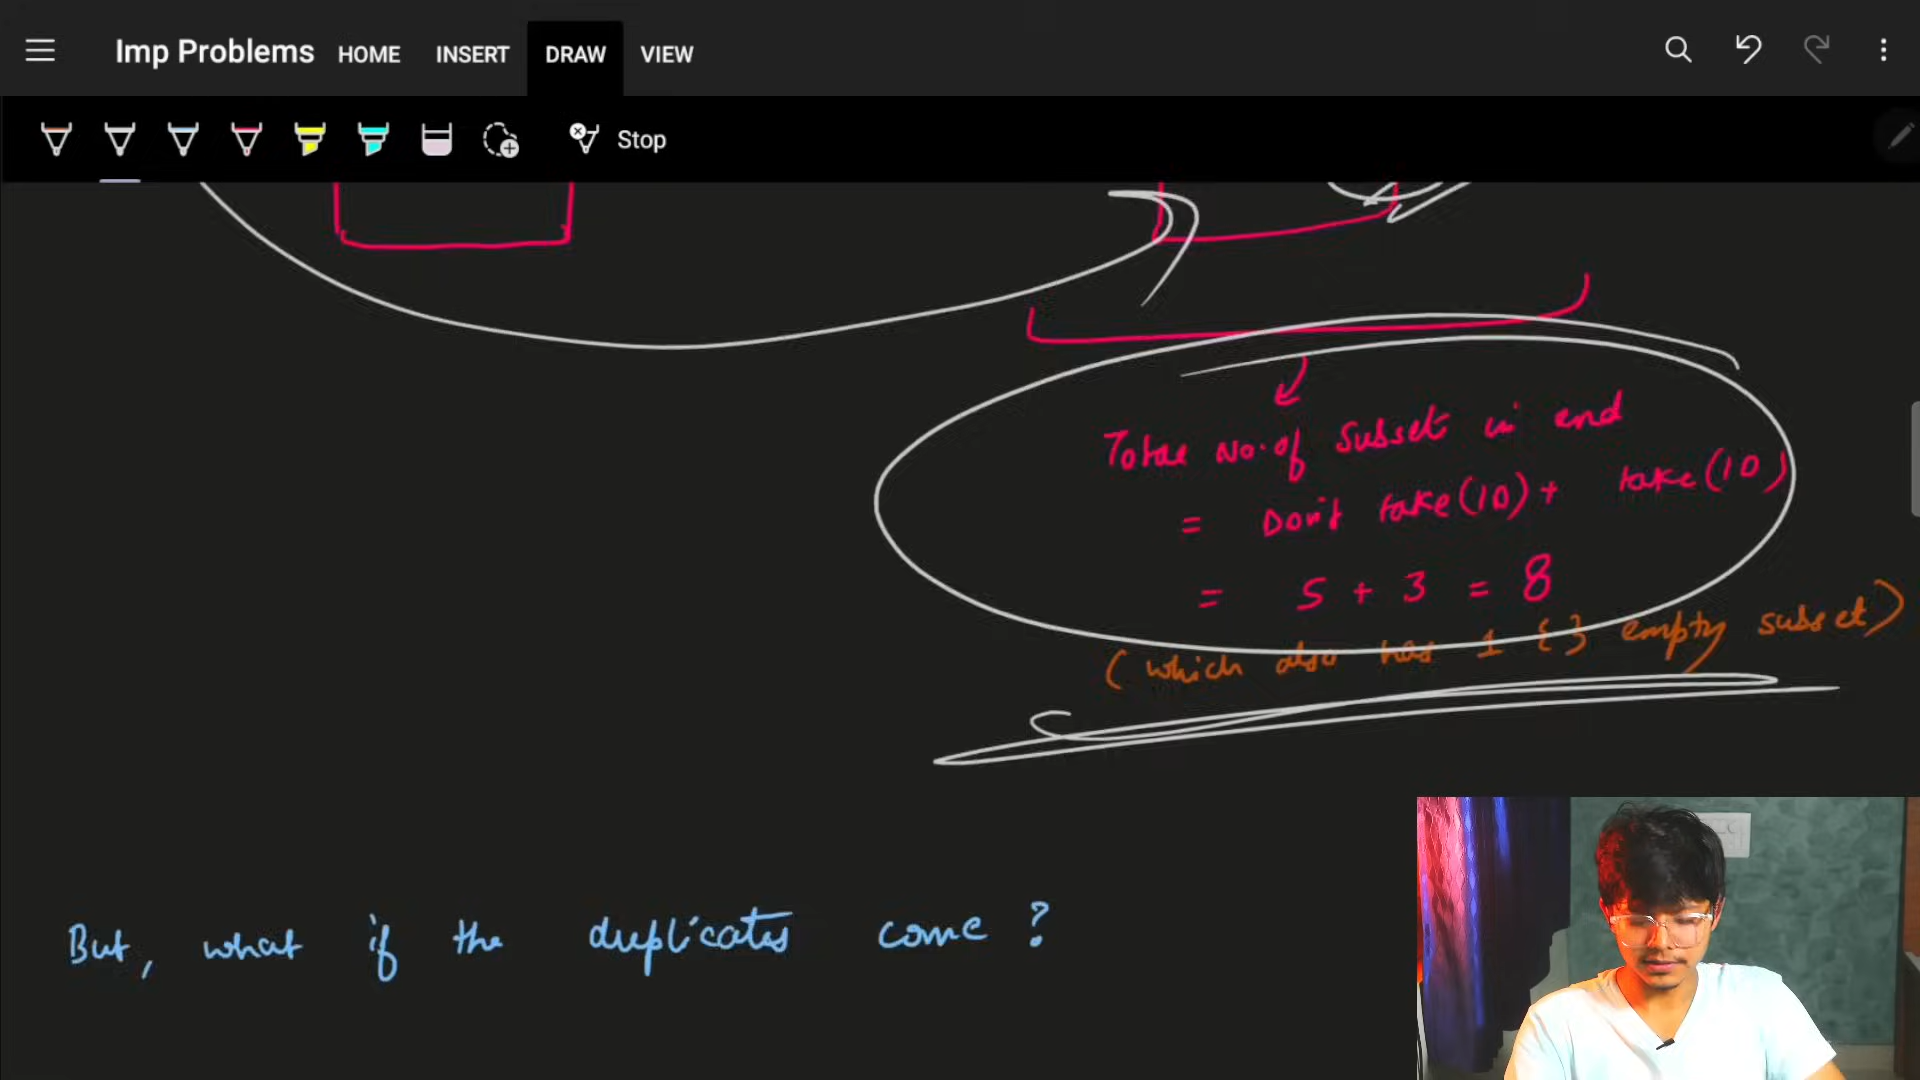 Imp Problems HOME INSERT DRAW VIEW
Stop
Total No. of Subset in end
= Don't take(10) + take(10)
= 5 + 3 = 8
(which also has 1 {} empty subset)
But, what if the duplicates come ?